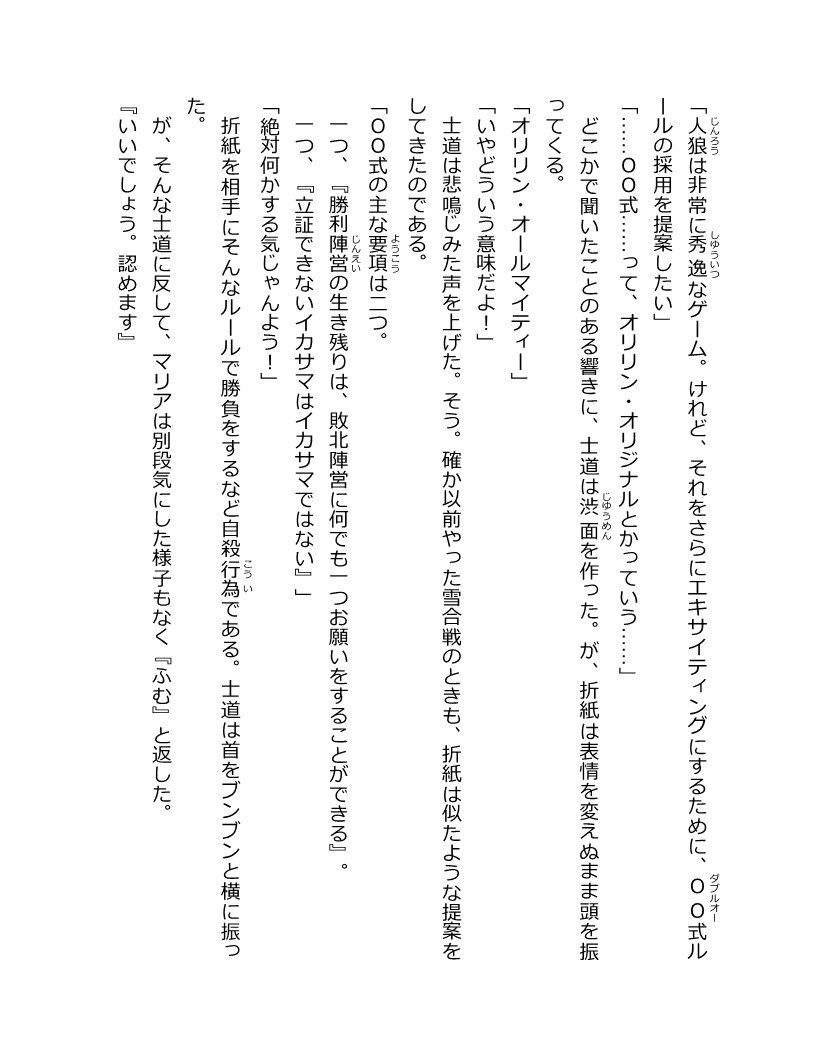 「人狼は非常に秀逸なゲーム。けれど、それをさらにエキサイティングにするために、ＯＯ式ル
ールの採用を提案したい」
「……ＯＯ式……って、オリリン・オリジナルとかっていう……」
　どこかで聞いたことのある響きに、士道は渋面を作った。が、折紙は表情を変えぬまま頭を振
ってくる。
「オリリン・オールマイティー」
「いやどういう意味だよ！」
　士道は悲鳴じみた声を上げた。そう。確か以前やった雪合戦のときも、折紙は似たような提案を
してきたのである。
「ＯＯ式の主な要項は二つ。
　一つ、『勝利陣営の生き残りは、敗北陣営に何でも一つお願いをすることができる』。
　一つ、『立証できないイカサマはイカサマではない』」
「絶対何かする気じゃんよう！」
　折紙を相手にそんなルールで勝負をするなど自殺行為である。士道は首をブンブンと横に振っ
た。
　が、そんな士道に反して、マリアは別段気にした様子もなく『ふむ』と返した。
『いいでしょう。認めます』